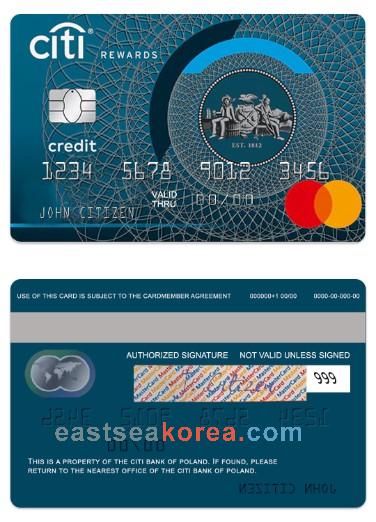 citi® REWARDS
EST. 1812
credit
1234 5678 9012 3456
VALID
THRU 00/00
JOHN CITIZEN
USE OF THIS CARD IS SUBJECT TO THE CARDMEMBER AGREEMENT 000000+1 00/00 0000-00-000-00
AUTHORIZED SIGNATURE NOT VALID UNLESS SIGNED
MasterCard MasterCard MasterCard
999
eastseakorea.com
THIS IS A PROPERTY OF THE CITI BANK OF POLAND. IF FOUND, PLEASE
RETURN TO THE NEAREST OFFICE OF THE CITI BANK OF POLAND.